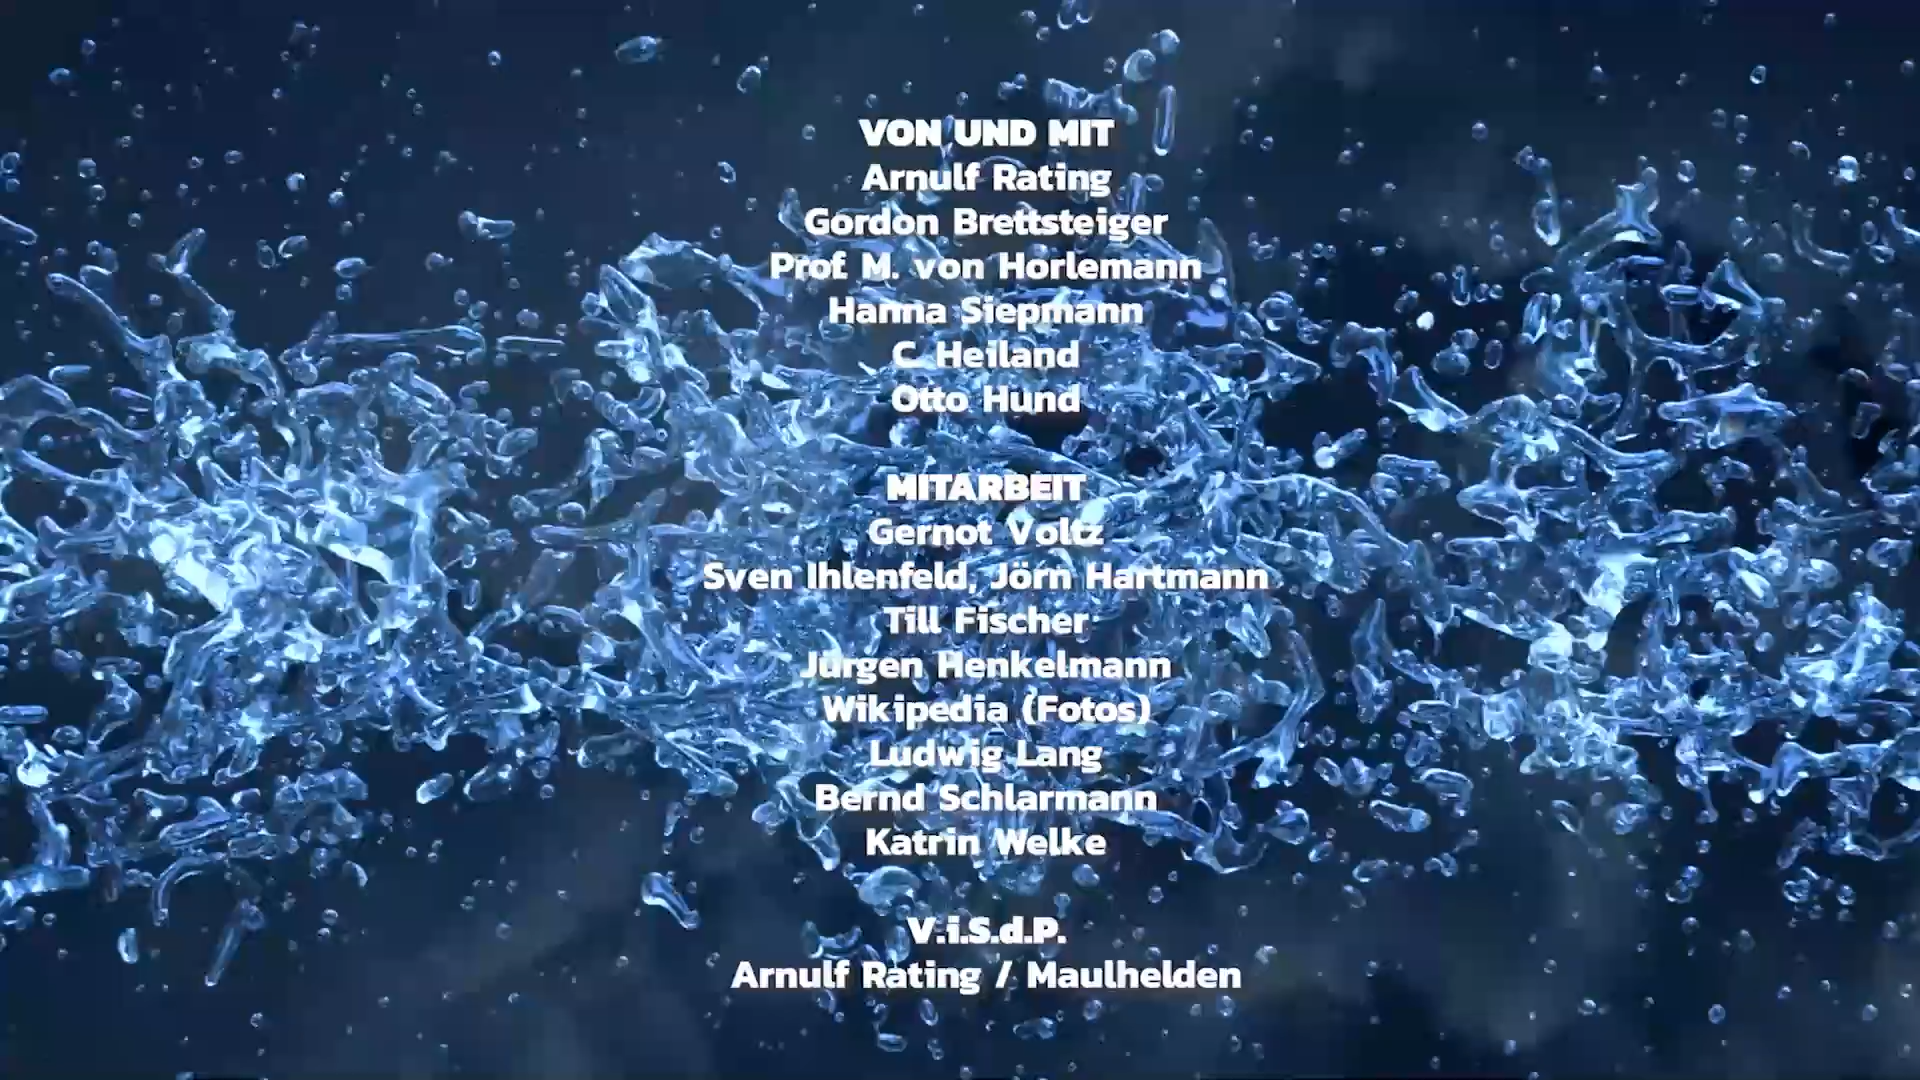 VON UND MIT
Arnulf Rating
Gordon Brettsteiger
Prof. M. von Horlemann
Hanna Siepmann
C. Heiland
Otto Hund
MITARBEIT
Gernot Voltz
Sven Ihlenfeld, Jörn Hartmann
Till Fischer
Jürgen Henkelmann
Wikipedia (Fotos)
Ludwig Lang
Bernd Schlarmann
Katrin Welke
V.i.S.d.P.
Arnulf Rating / Maulhelden